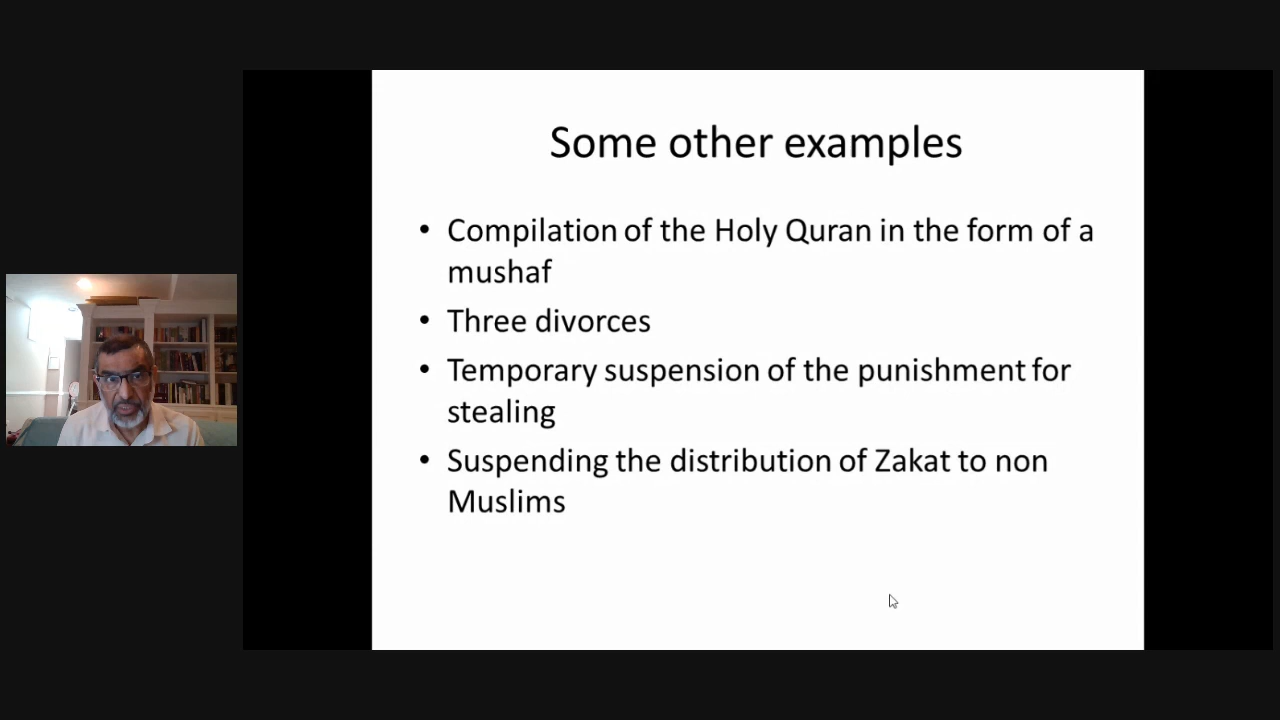 Some other examples
• Compilation of the Holy Quran in the form of a
mushaf
• Three divorces
• Temporary suspension of the punishment for
stealing
• Suspending the distribution of Zakat to non
Muslims